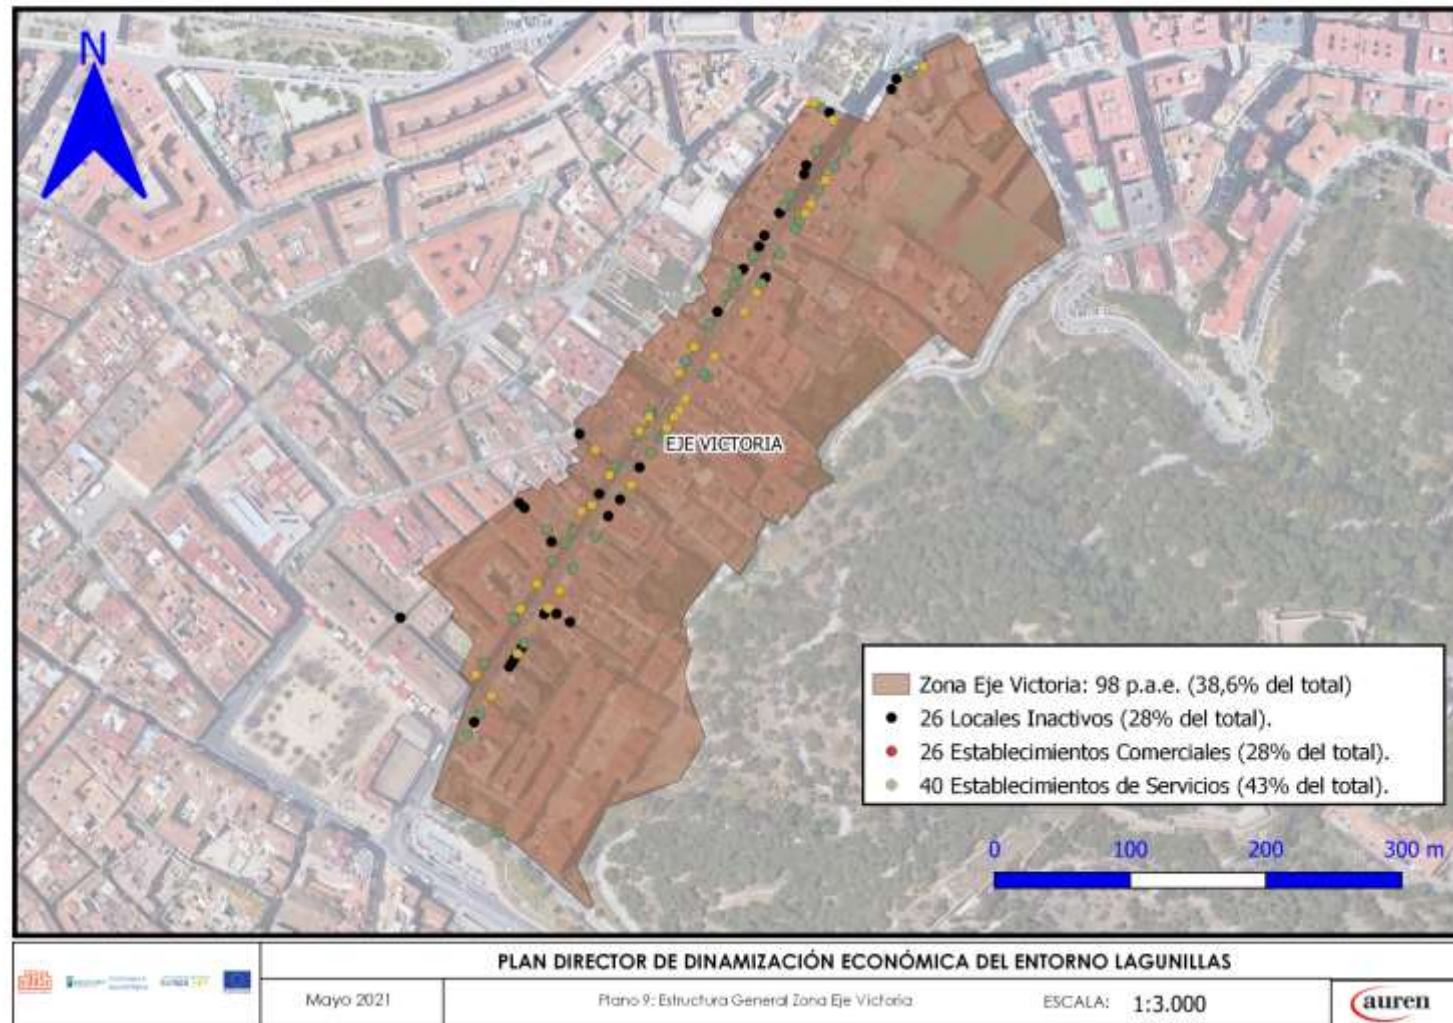 N
EJE VICTORIA
Zona Eje Victoria: 98 p.a.e. (38,6% del total)
26 Locales Inactivos (28% del total).
26 Establecimientos Comerciales (28% del total).
40 Establecimientos de Servicios (43% del total).
0 100 200 300 m
PLAN DIRECTOR DE DINAMIZACIÓN ECONÓMICA DEL ENTORNO LAGUNILLAS
Mayo 2021
Plano 9: Estructura General Zona Eje Victoria
ESCALA: 1:3.000
auren